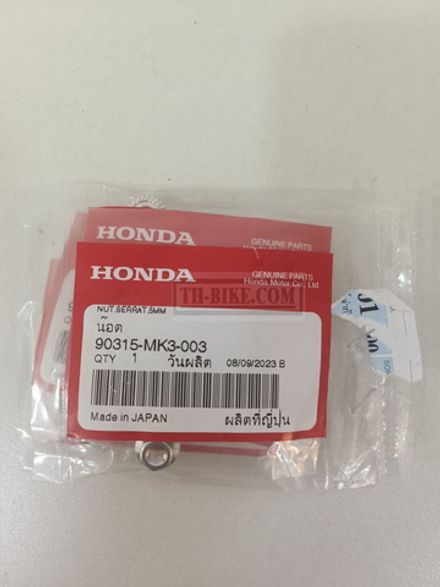 HONDA
GENUINE PARTS
HONDA
GENUINE PARTS
Honda Motor Co., Ltd.
TH-BIKE.COM
NUT,SERRAT,5MM
น๊อต
90315-MK3-003
QTY 1 วันผลิต 08/09/2023 B
Made in JAPAN ผลิตที่ญี่ปุ่น